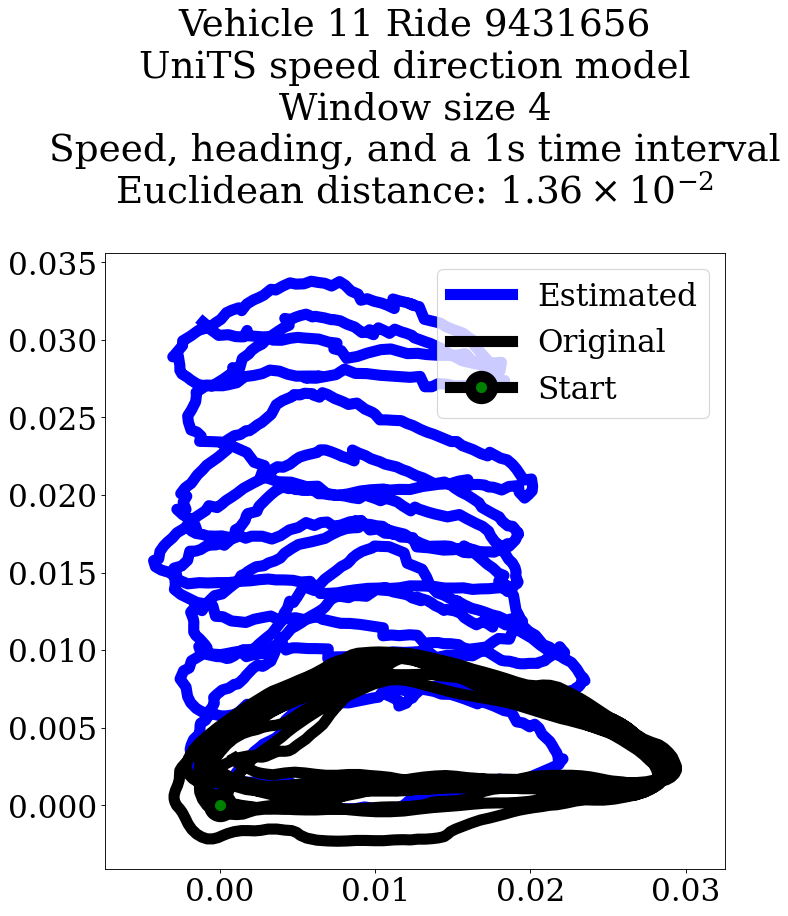 Vehicle 11 Ride 9431656
UniTS speed direction model
Window size 4
Speed, heading, and a 1s time interval
Euclidean distance: 1.36 × 10⁻²
0.035
0.030
0.025
0.020
0.015
0.010
0.005
0.000
Estimated
Original
Start
0.00 0.01 0.02 0.03